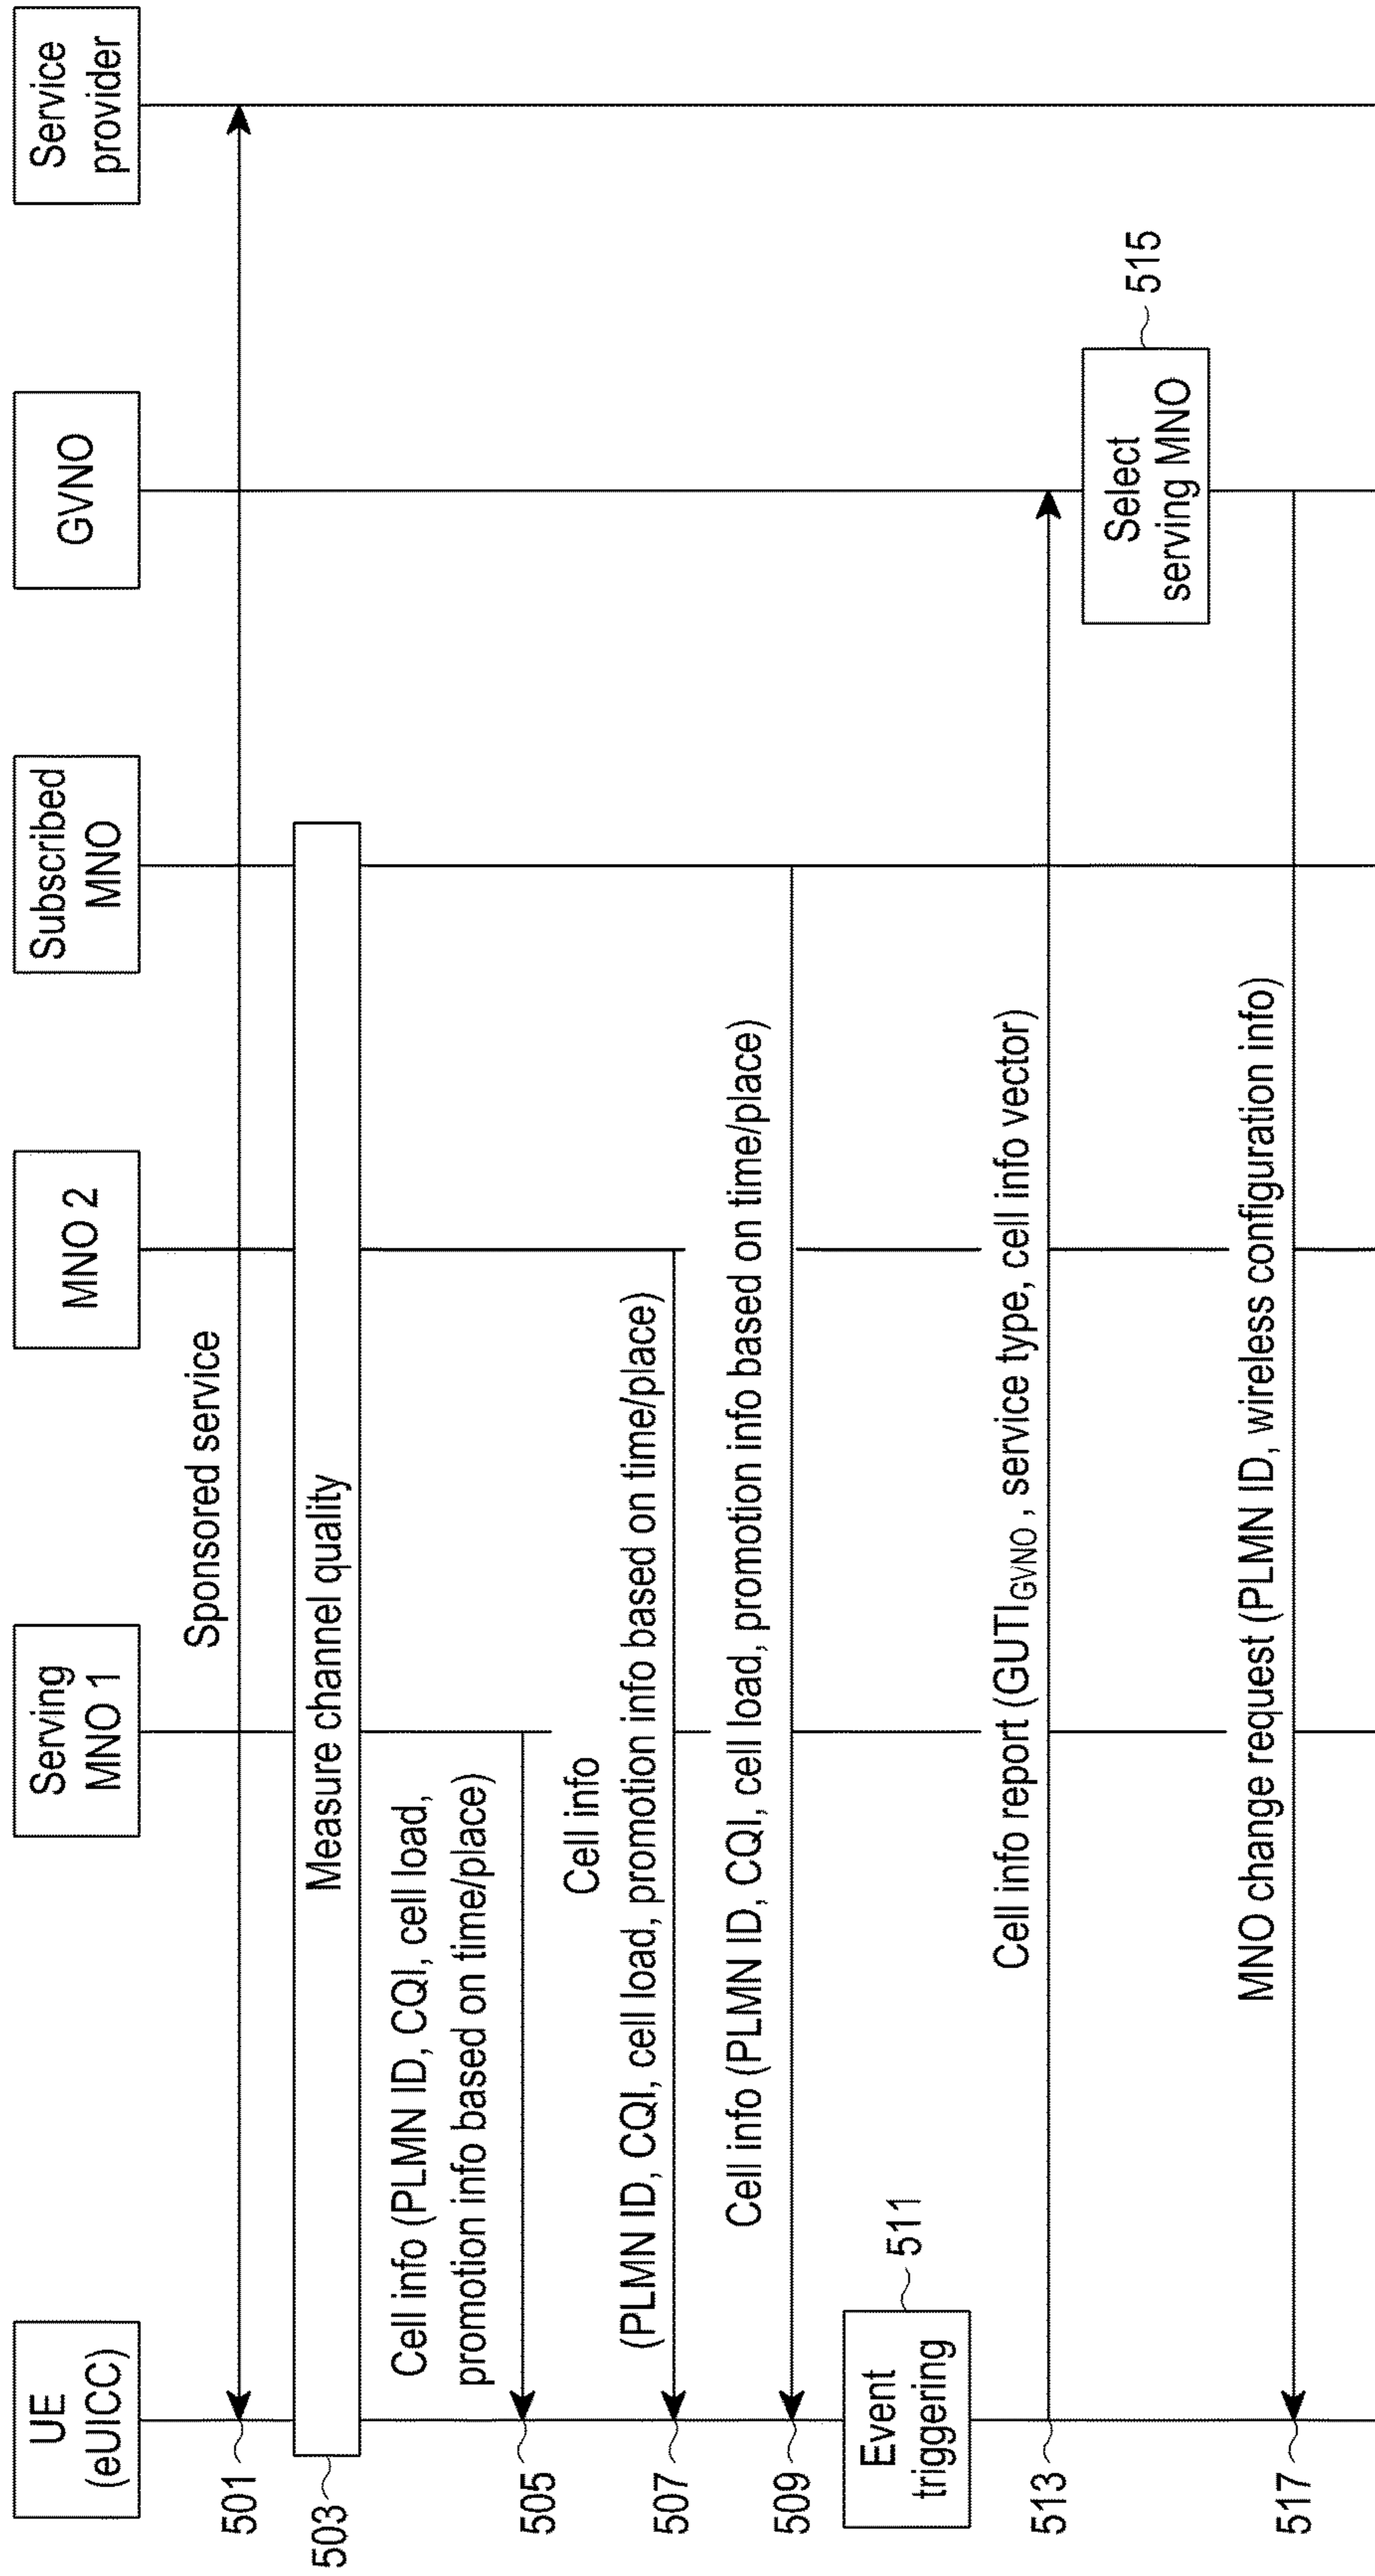 UE
(eUICC)
Serving
MNO 1
MNO 2
Subscribed
MNO
GVNO
Service
provider
501
Sponsored service
503
Measure channel quality
Cell info (PLMN ID, CQI, cell load,
promotion info based on time/place)
505
Cell info
(PLMN ID, CQI, cell load, promotion info based on time/place)
507
Cell info (PLMN ID, CQI, cell load, promotion info based on time/place)
509
Event
triggering
511
Cell info report (GUTIGVNO, service type, cell info vector)
513
Select
serving MNO
515
MNO change request (PLMN ID, wireless configuration info)
517